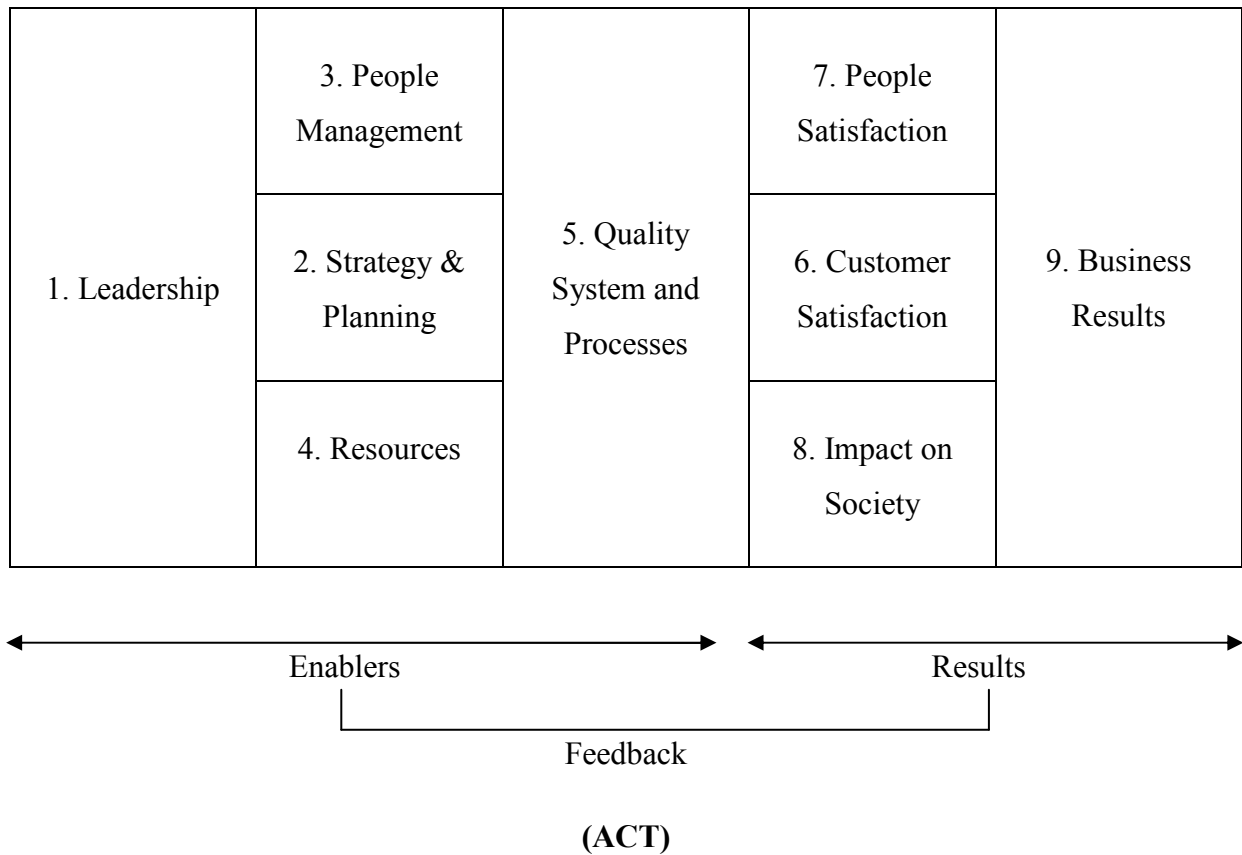 1. Leadership
3. People
Management
2. Strategy &
Planning
4. Resources
5. Quality
System and
Processes
7. People
Satisfaction
6. Customer
Satisfaction
8. Impact on
Society
9. Business
Results
Enablers
Results
Feedback
(ACT)